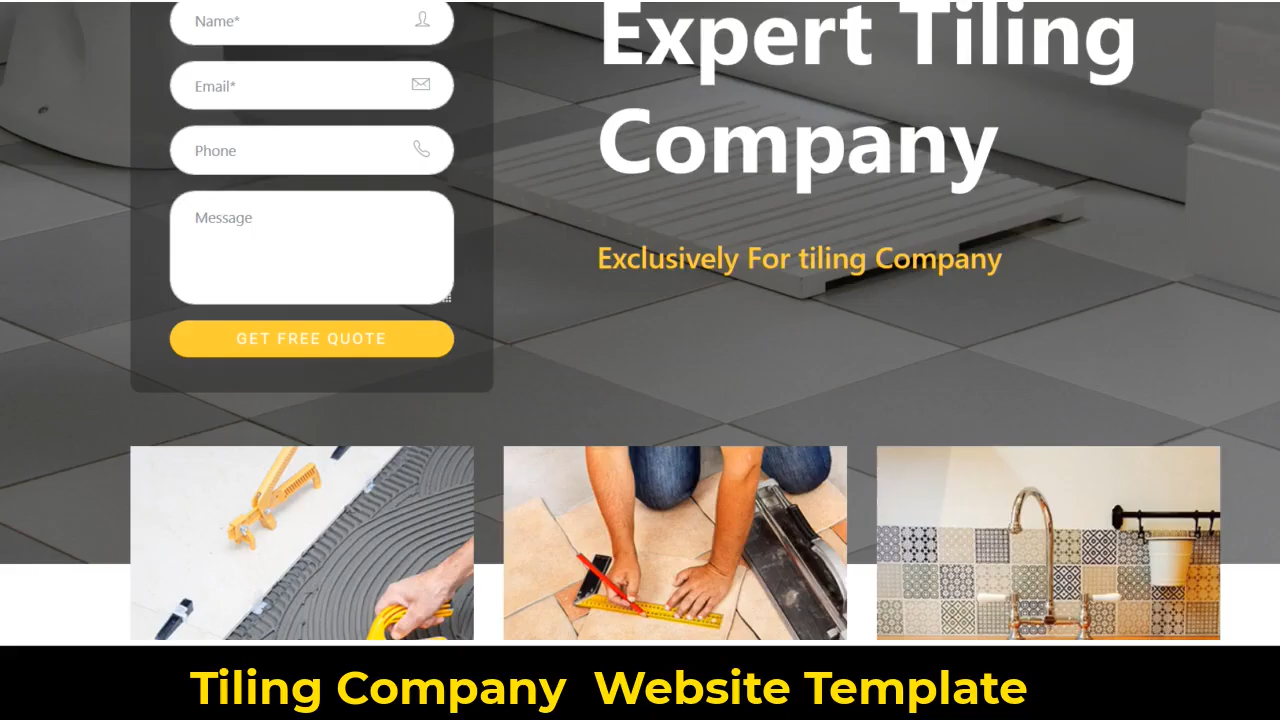 Name*
Email*
Phone
Message
GET FREE QUOTE
Expert Tiling
Company
Exclusively For tiling Company
Tiling Company  Website Template